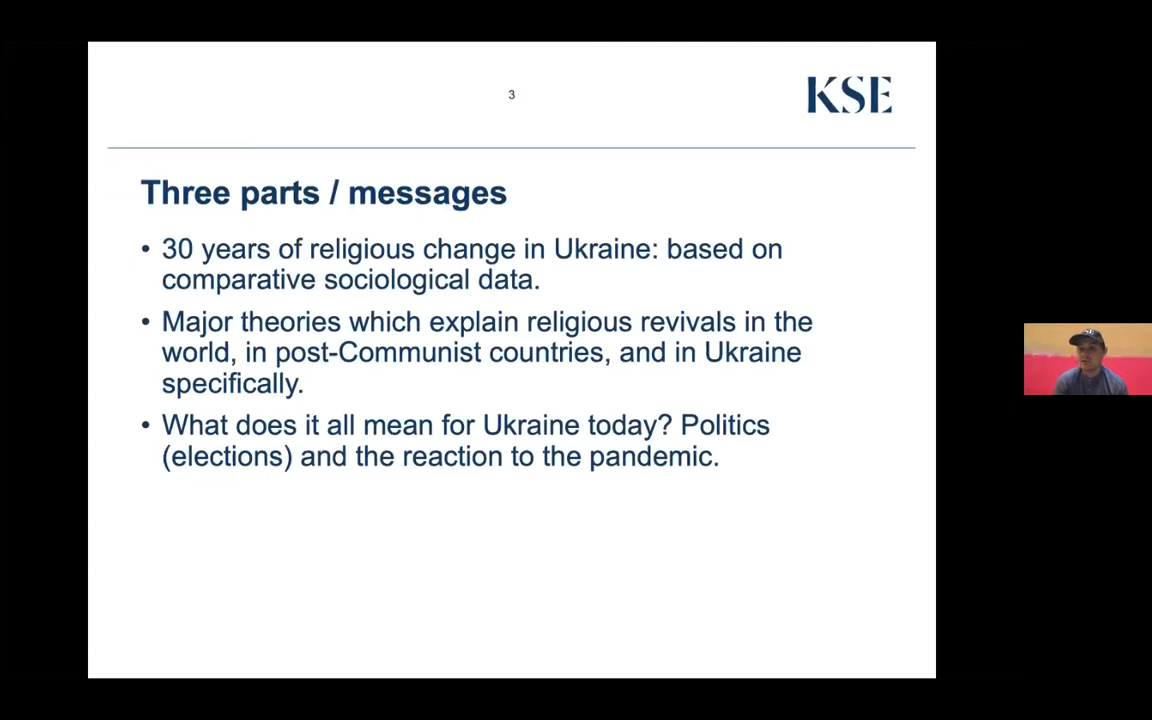 3
KSE
Three parts / messages
• 30 years of religious change in Ukraine: based on
comparative sociological data.
• Major theories which explain religious revivals in the
world, in post-Communist countries, and in Ukraine
specifically.
• What does it all mean for Ukraine today? Politics
(elections) and the reaction to the pandemic.